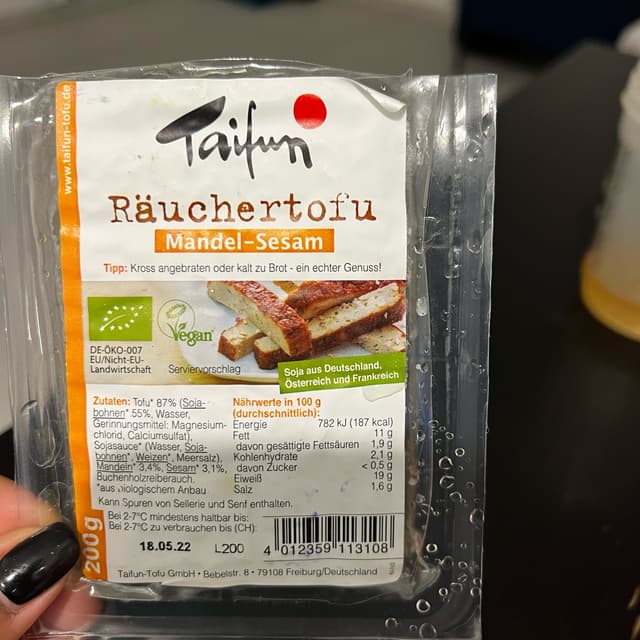 www.taifun-tofu.de
Taifun
Räuchertofu
Mandel-Sesam
Tipp: Kross angebraten oder kalt zu Brot - ein echter Genuss!
DE-ÖKO-007
EU/Nicht-EU-
Landwirtschaft
Vegan
Serviervorschlag
Soja aus Deutschland,
Österreich und Frankreich
Zutaten: Tofu* 87% (Soja-
bohnen* 55%, Wasser,
Gerinnungsmittel: Magnesium-
chlorid, Calciumsulfat),
Sojasauce* (Wasser, Soja-
bohnen*, Weizen*, Meersalz),
Mandeln* 3,4%, Sesam* 3,1%,
Buchenholzreiberauch.
*aus biologischem Anbau
Nährwerte in 100 g
(durchschnittlich):
Energie 782 kJ (187 kcal)
Fett 11 g
davon gesättigte Fettsäuren 1,9 g
Kohlenhydrate 2,1 g
davon Zucker < 0,5 g
Eiweiß 19 g
Salz 1,6 g
Kann Spuren von Sellerie und Senf enthalten.
Bei 2-7°C mindestens haltbar bis:
Bei 2-7°C zu verbrauchen bis (CH):
18.05.22 L200
200g
4 012359 113108
Taifun-Tofu GmbH • Bebelstr. 8 • 79108 Freiburg/Deutschland